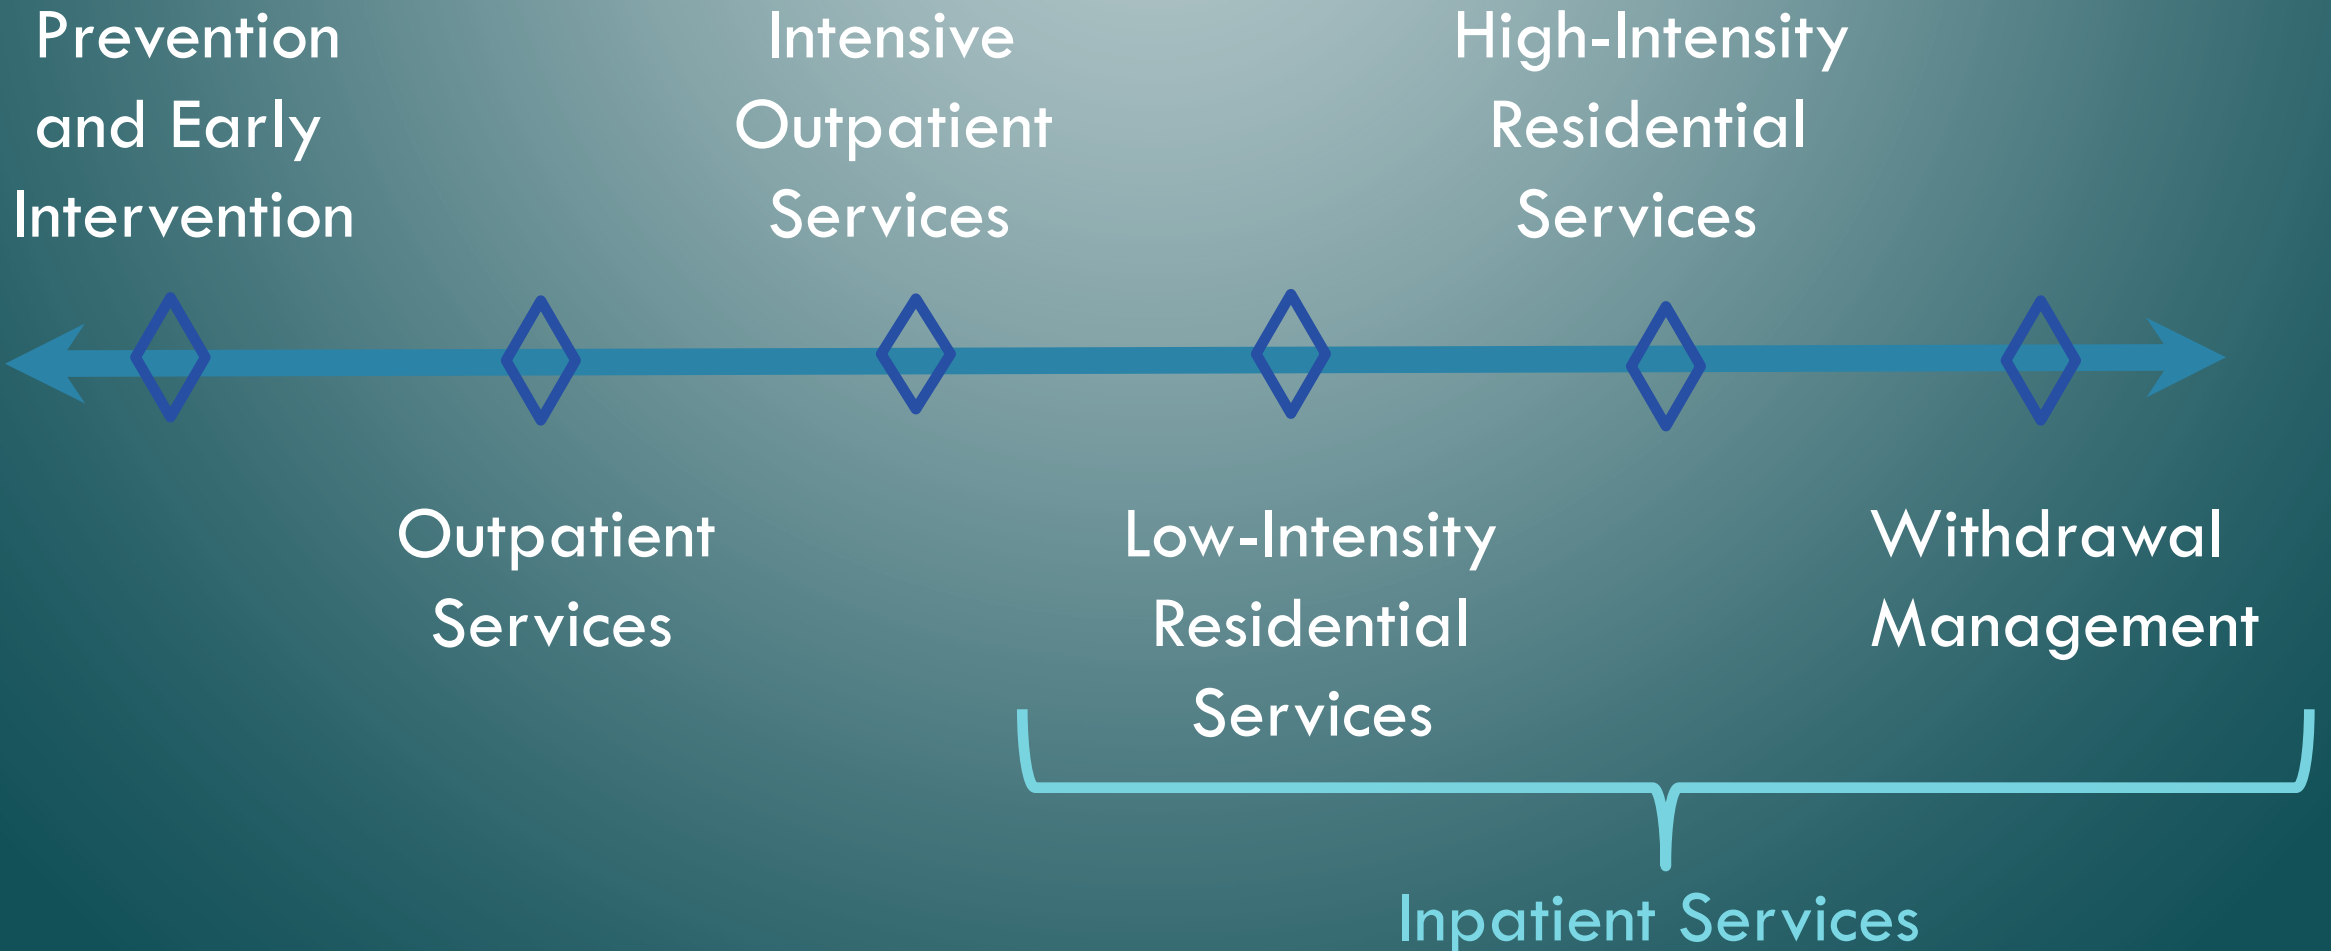 Prevention
and Early
Intervention
Outpatient
Services
Intensive
Outpatient
Services
Low-Intensity
Residential
Services
High-Intensity
Residential
Services
Withdrawal
Management
Inpatient Services